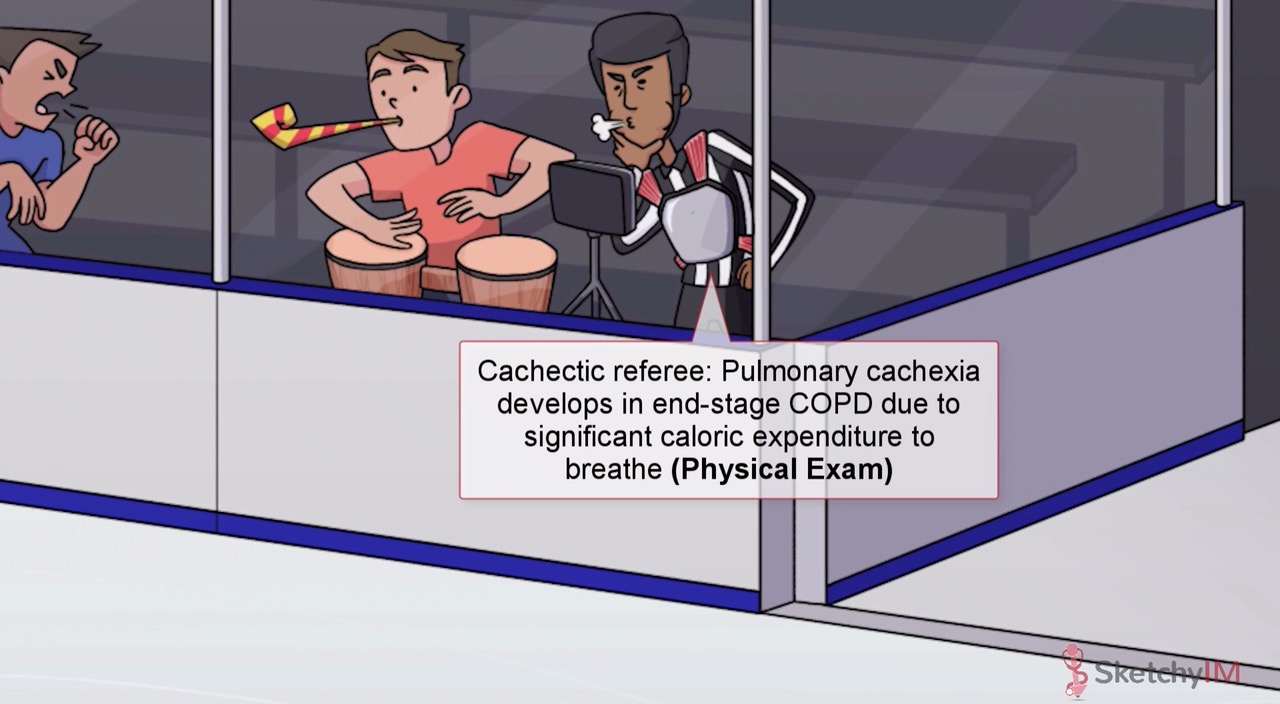 Cachectic referee: Pulmonary cachexia
develops in end-stage COPD due to
significant caloric expenditure to
breathe (Physical Exam)
SketchyIM